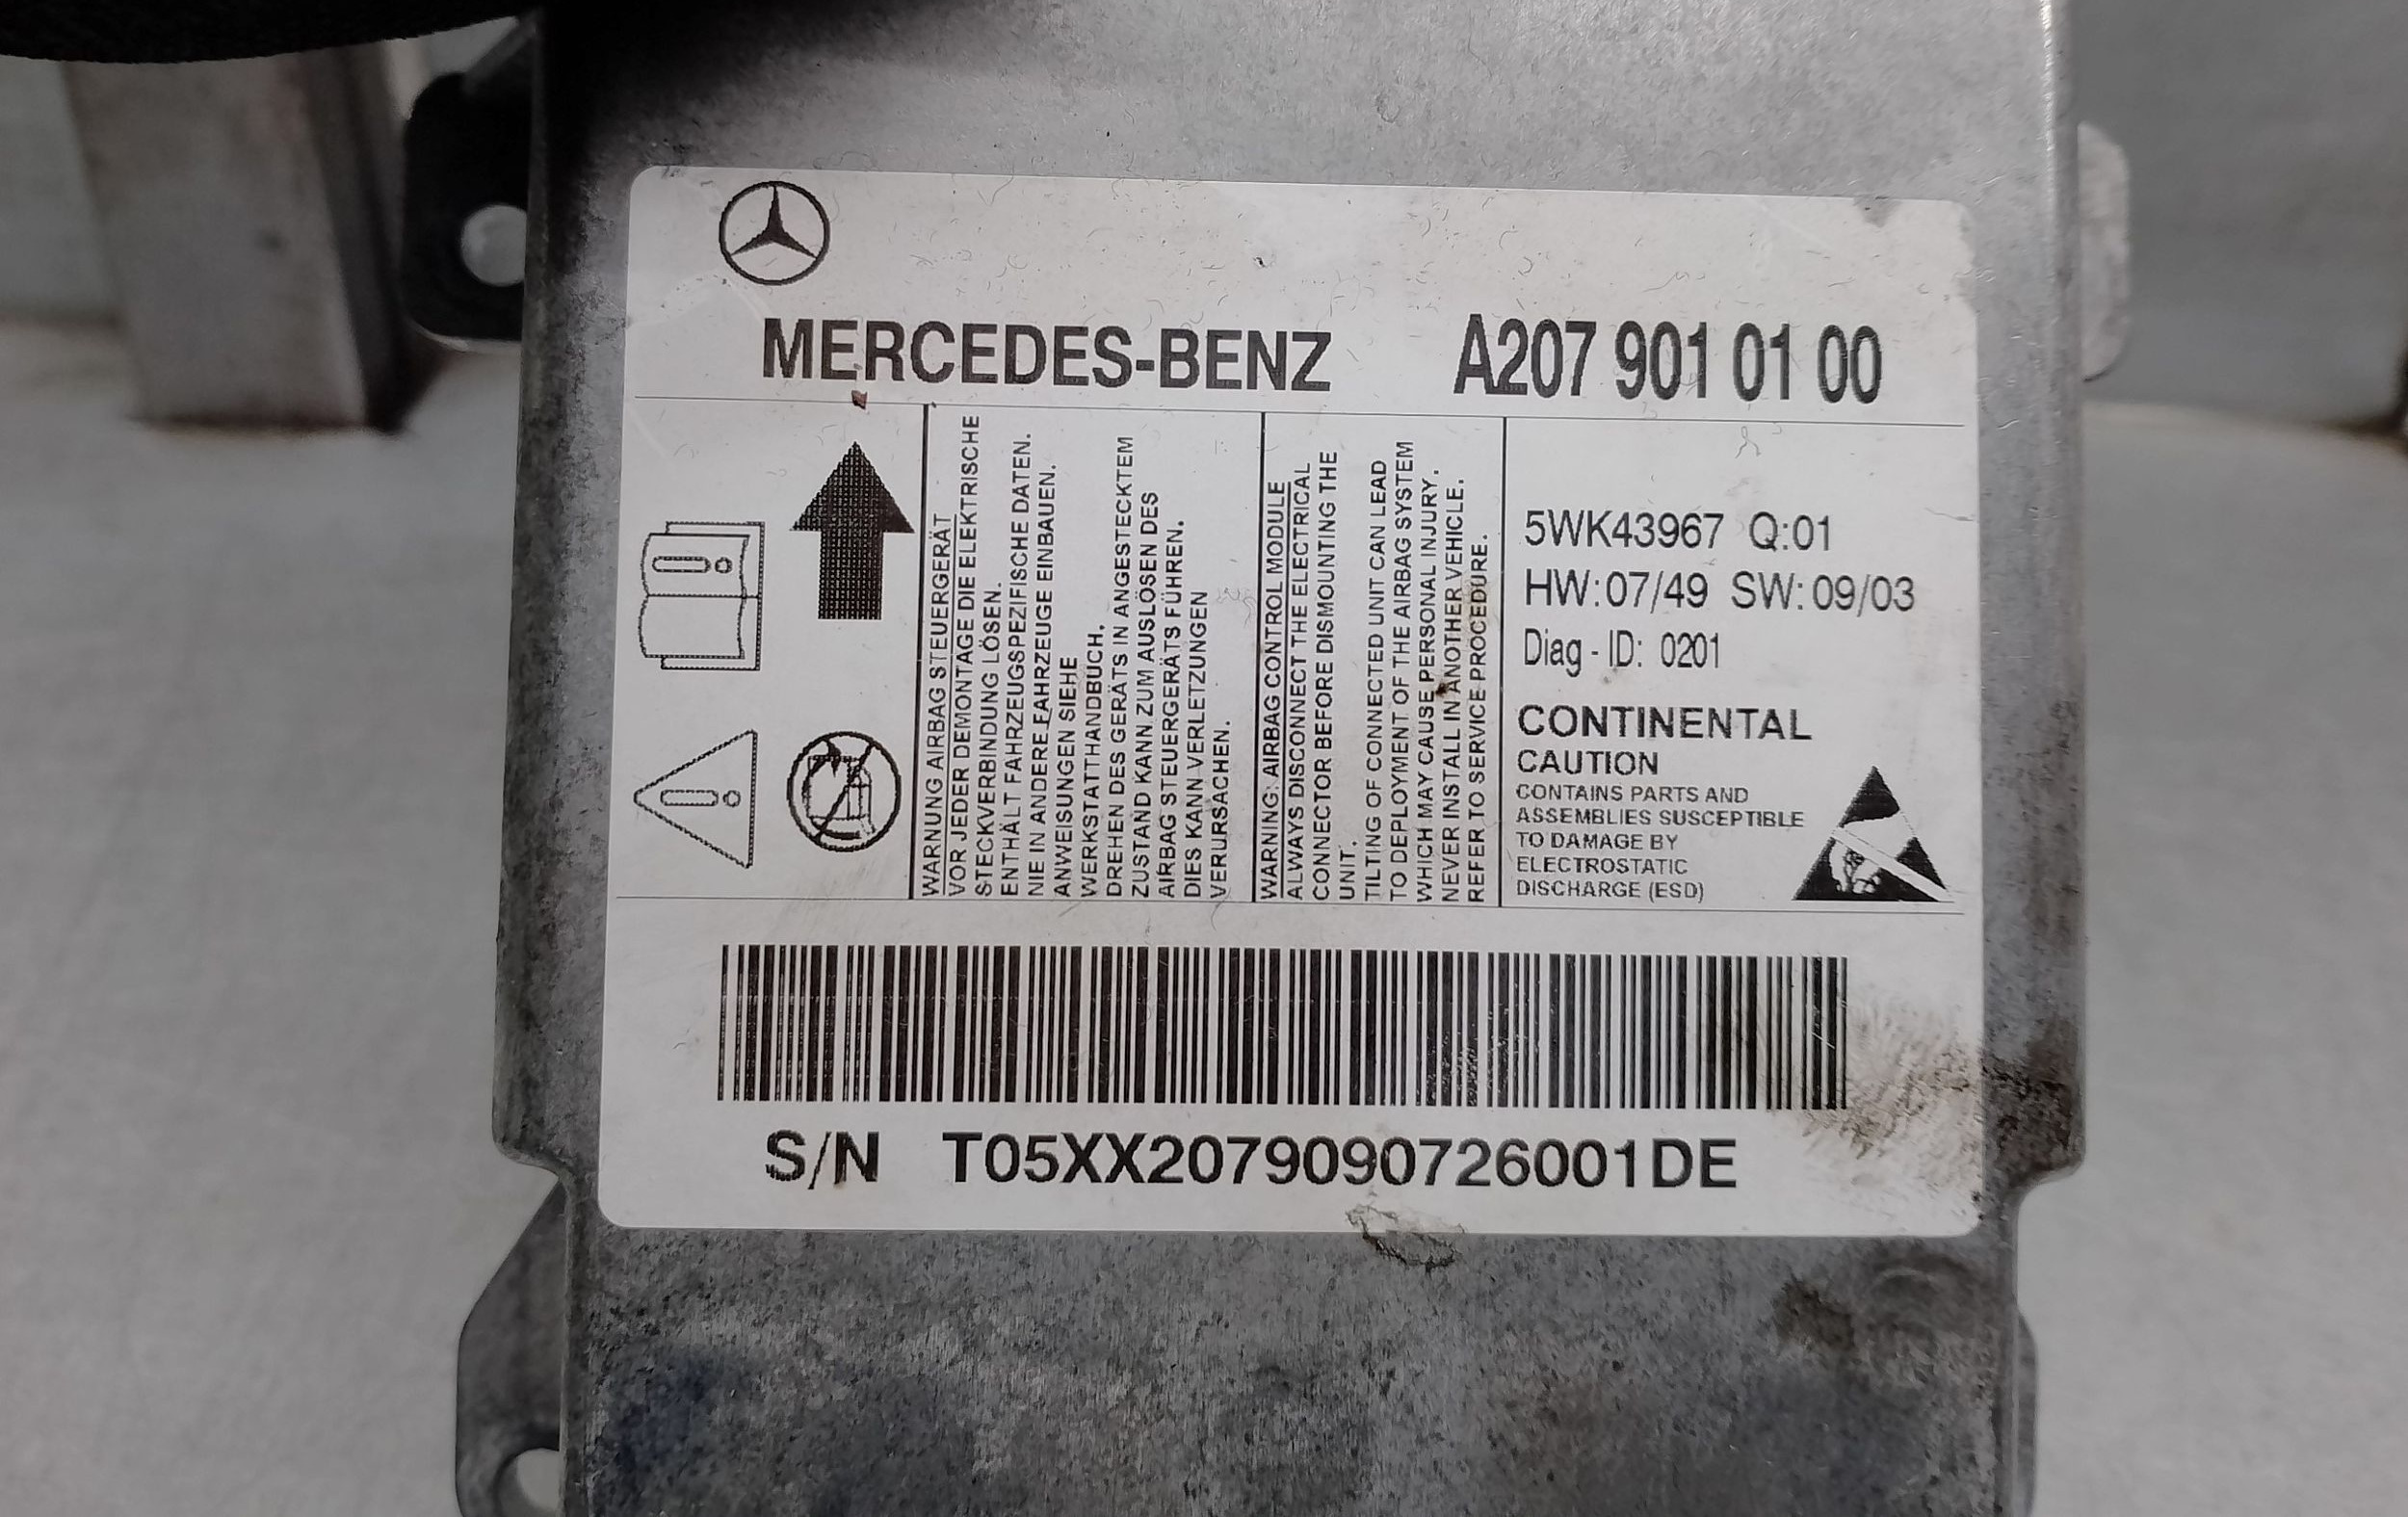 MERCEDES-BENZ
A207 901 01 00
WARNUNG AIRBAG STEUERGERÄT
VOR JEDER DEMONTAGE DIE ELEKTRISCHE
STECKVERBINDUNG LÖSEN.
ENTHÄLT FAHRZEUGSPEZIFISCHE DATEN.
NIE IN ANDERE FAHRZEUGE EINBAUEN.
ANWEISUNGEN SIEHE
WERKSTATTHANDBUCH.
DREHEN DES GERÄTS IN ANGESTECKTEM
ZUSTAND KANN ZUM AUSLÖSEN DES
AIRBAG STEUERGERÄTS FÜHREN.
DIES KANN VERLETZUNGEN
VERURSACHEN.
WARNING: AIRBAG CONTROL MODULE
ALWAYS DISCONNECT THE ELECTRICAL
CONNECTOR BEFORE DISMOUNTING THE
UNIT.
TILTING OF CONNECTED UNIT CAN LEAD
TO DEPLOYMENT OF THE AIRBAG SYSTEM
WHICH MAY CAUSE PERSONAL INJURY.
NEVER INSTALL IN ANOTHER VEHICLE.
REFER TO SERVICE PROCEDURE.
5WK43967 Q:01
HW:07/49 SW:09/03
Diag - ID: 0201
CONTINENTAL
CAUTION
CONTAINS PARTS AND
ASSEMBLIES SUSCEPTIBLE
TO DAMAGE BY
ELECTROSTATIC
DISCHARGE (ESD)
S/N T05XX2079090726001DE